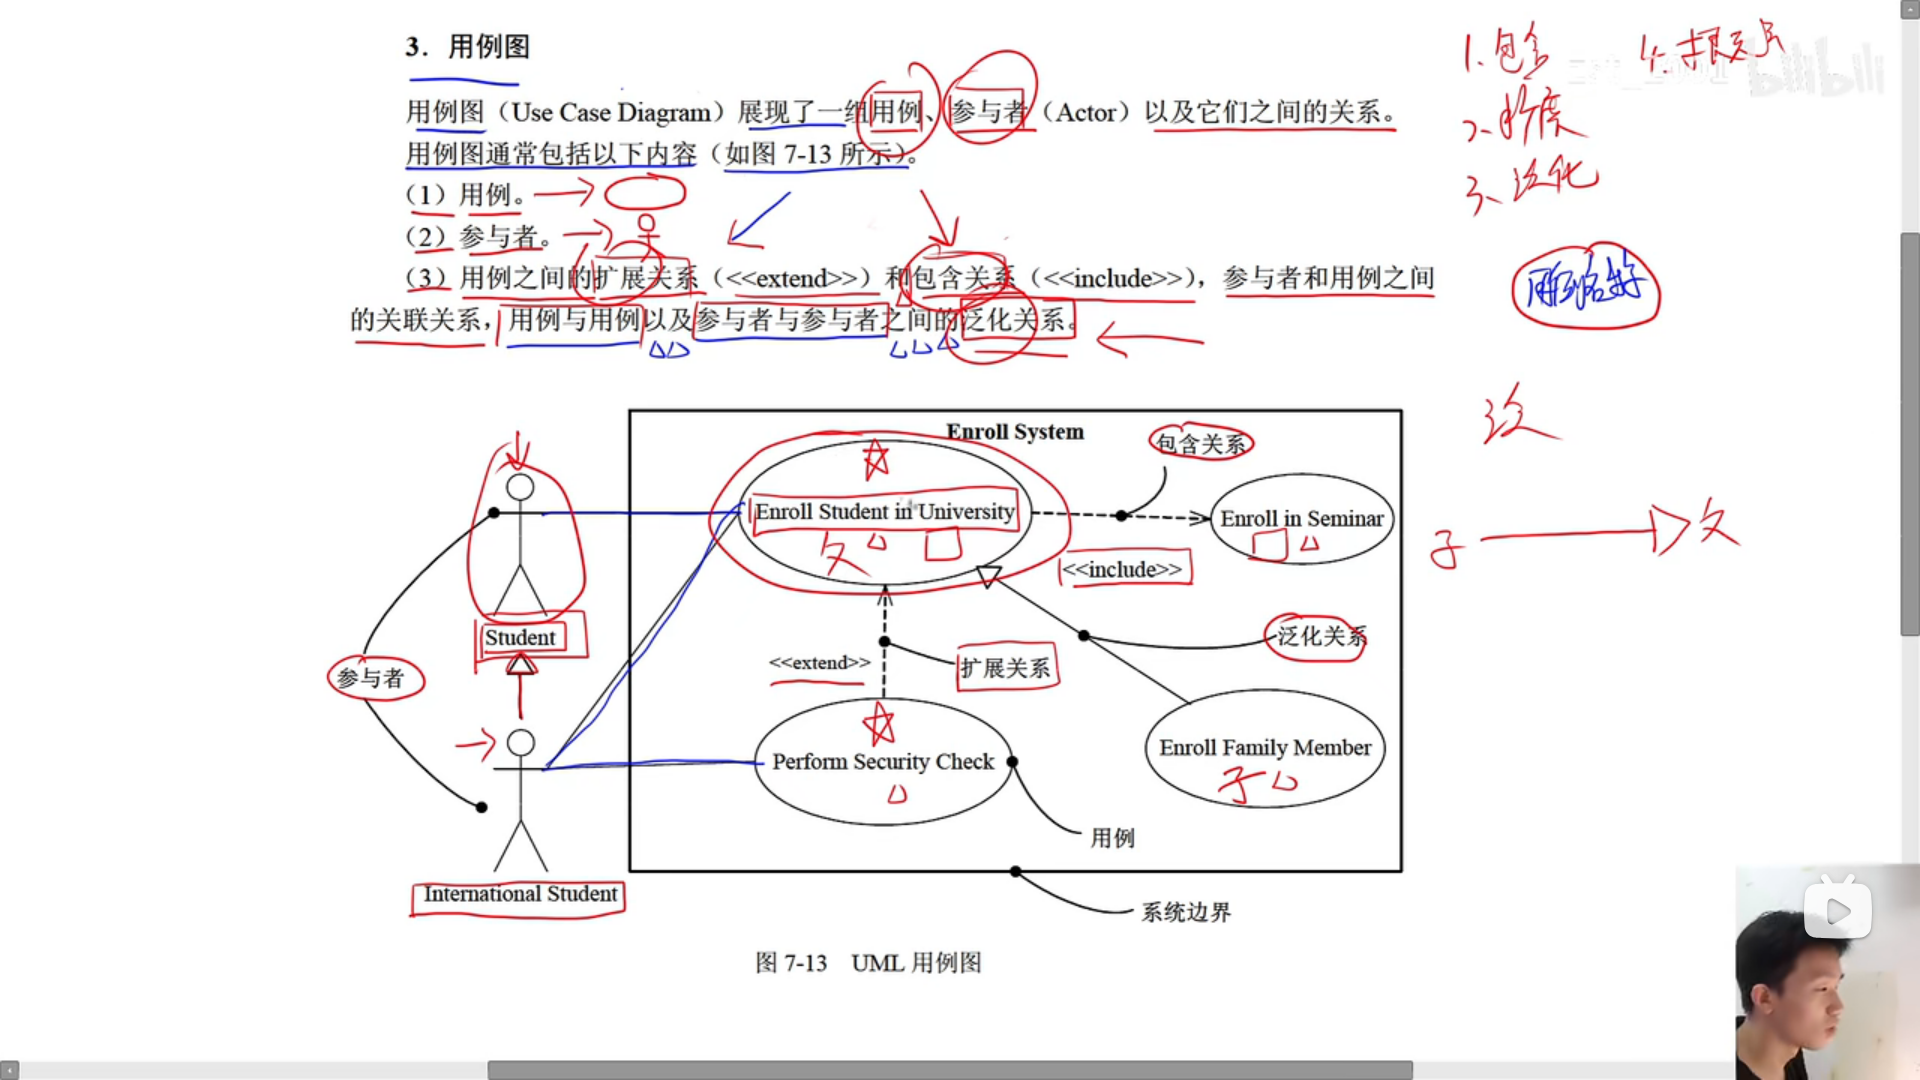 3. 用例图
用例图（Use Case Diagram）展现了一组用例、参与者（Actor）以及它们之间的关系。
用例图通常包括以下内容（如图 7-13 所示）。
（1）用例。
（2）参与者。
（3）用例之间的扩展关系（<<extend>>）和包含关系（<<include>>），参与者和用例之间
的关联关系，用例与用例以及参与者与参与者之间的泛化关系。
1.包含
2、扩展
3、泛化
bilibili
Enroll System
包含关系
Enroll Student in University
父
Enroll in Seminar
<<include>>
子
父
Student
泛化关系
<<extend>>
扩展关系
参与者
Enroll Family Member
子
Perform Security Check
用例
International Student
系统边界
图 7-13 UML 用例图